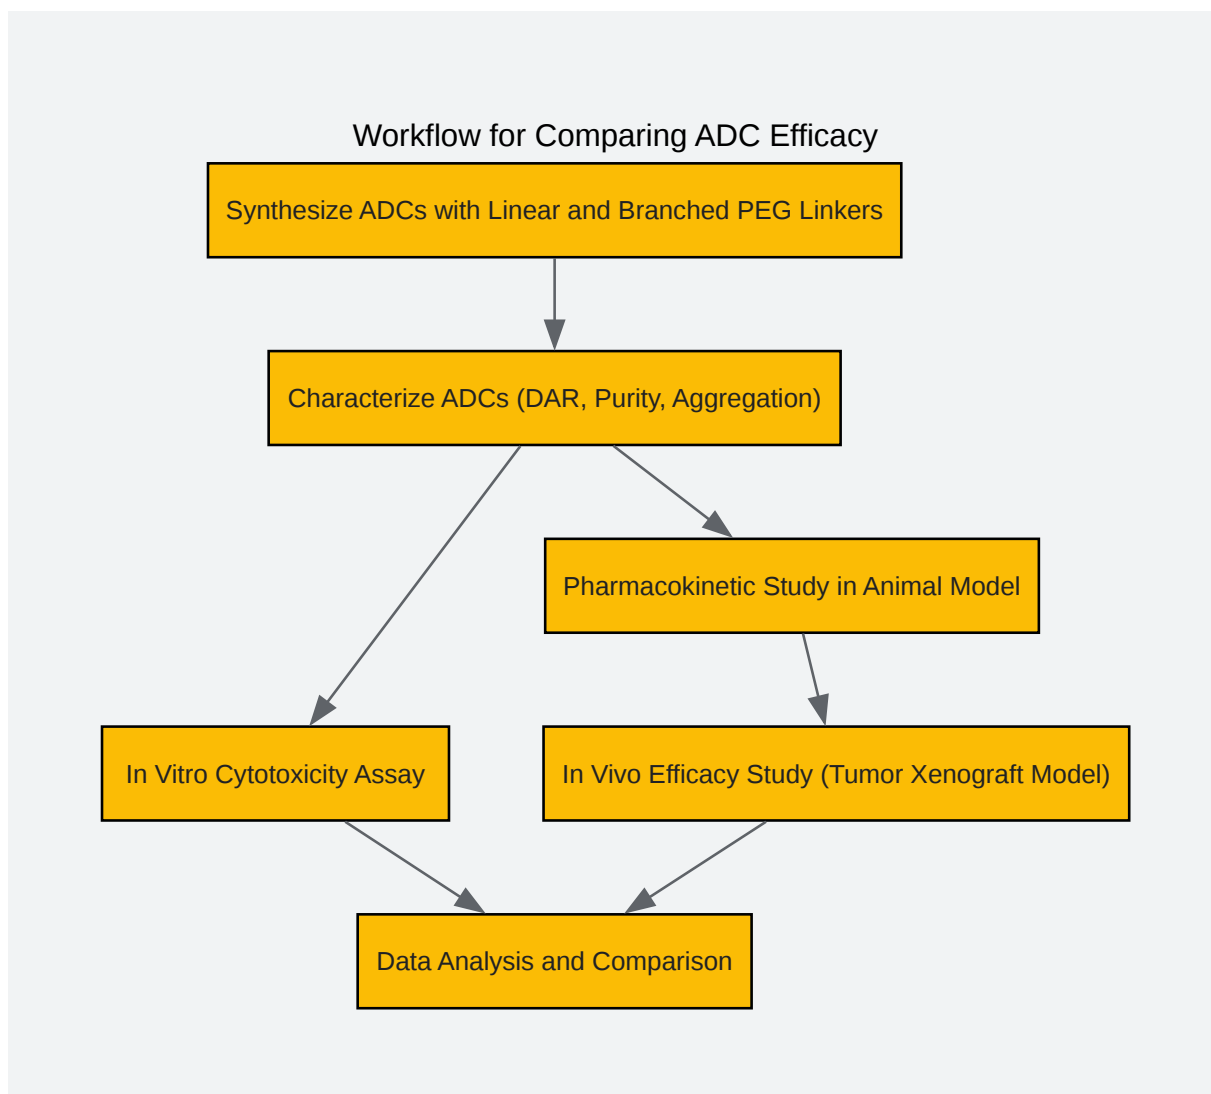 Workflow for Comparing ADC Efficacy
Synthesize ADCs with Linear and Branched PEG Linkers
Characterize ADCs (DAR, Purity, Aggregation)
Pharmacokinetic Study in Animal Model
In Vitro Cytotoxicity Assay
In Vivo Efficacy Study (Tumor Xenograft Model)
Data Analysis and Comparison